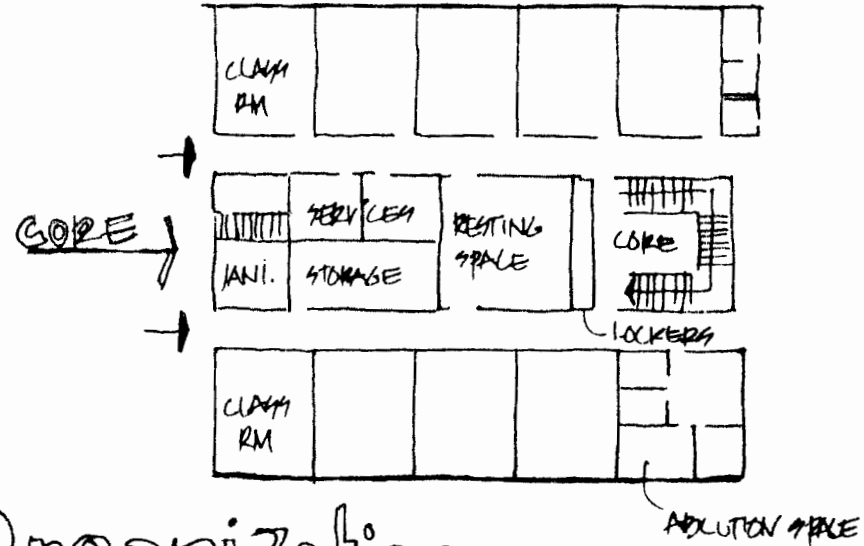 CLASS
RM
CORE
SERVICES
RESTING
SPACE
CORE
JANI.
STORAGE
LOCKERS
CLASS
RM
ABLUTION SPACE